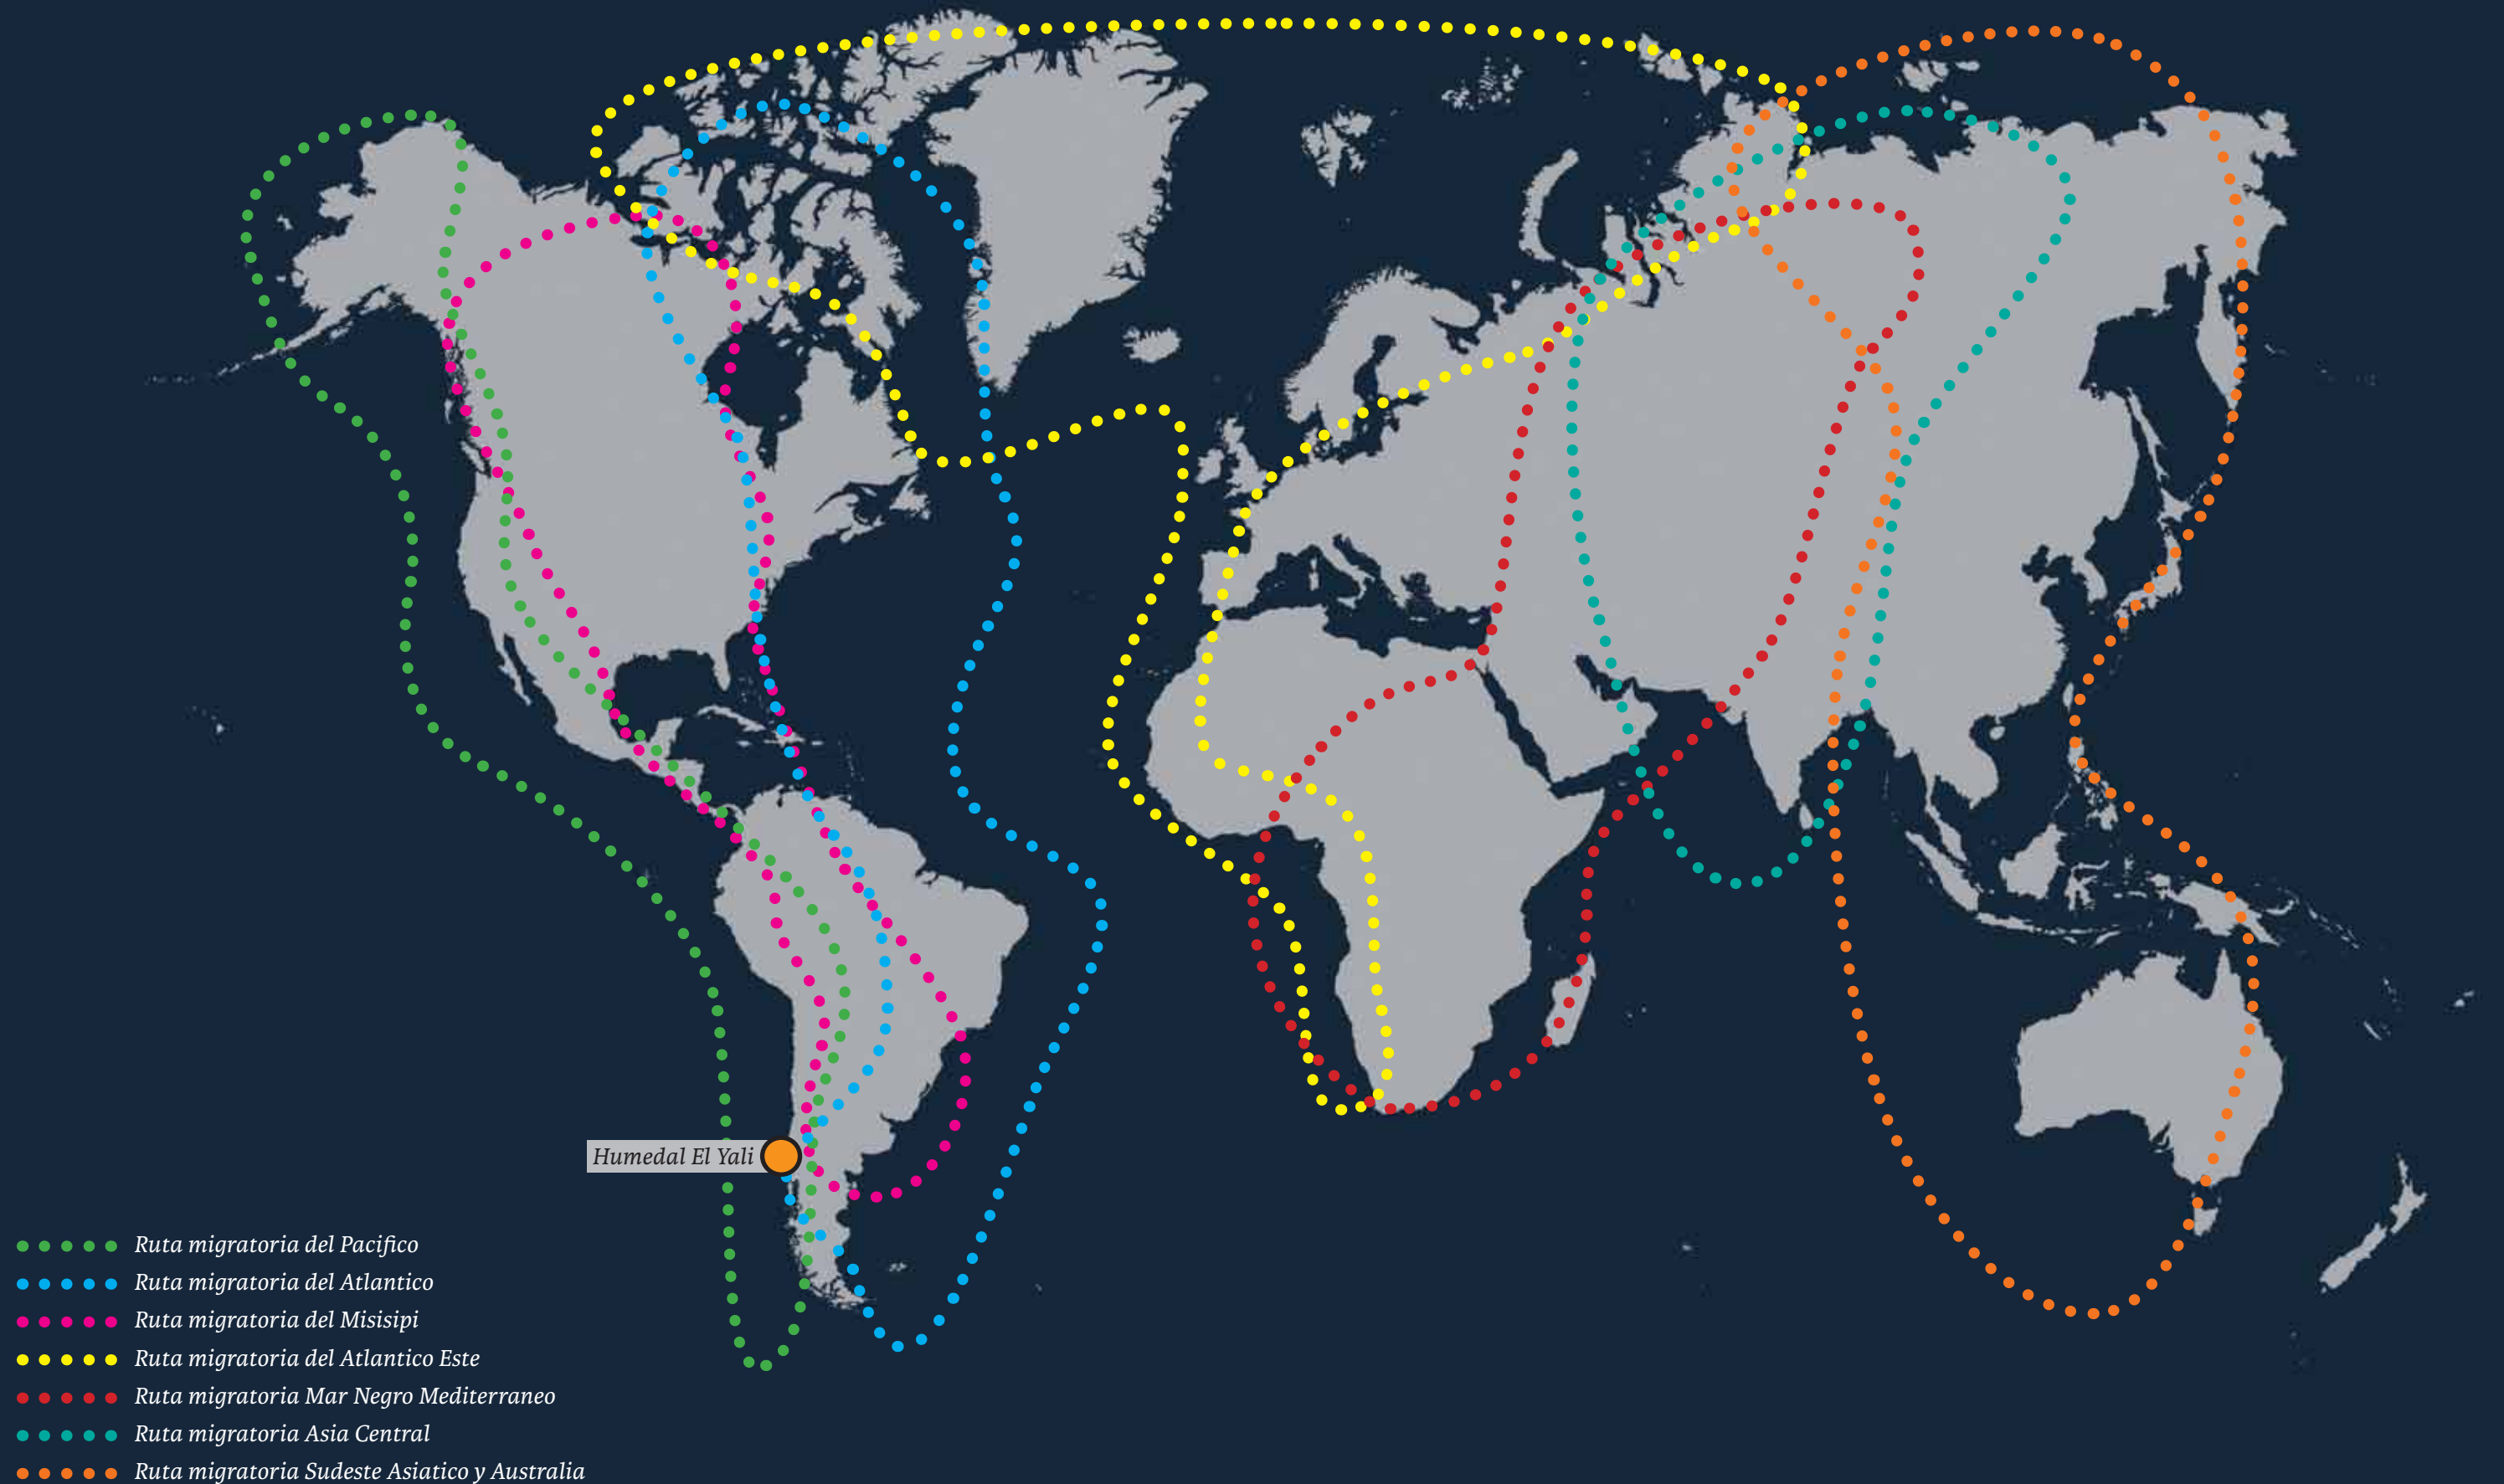 Humedal El Yali
Ruta migratoria del Pacifico
Ruta migratoria del Atlantico
Ruta migratoria del Misisipi
Ruta migratoria del Atlantico Este
Ruta migratoria Mar Negro Mediterraneo
Ruta migratoria Asia Central
Ruta migratoria Sudeste Asiatico y Australia